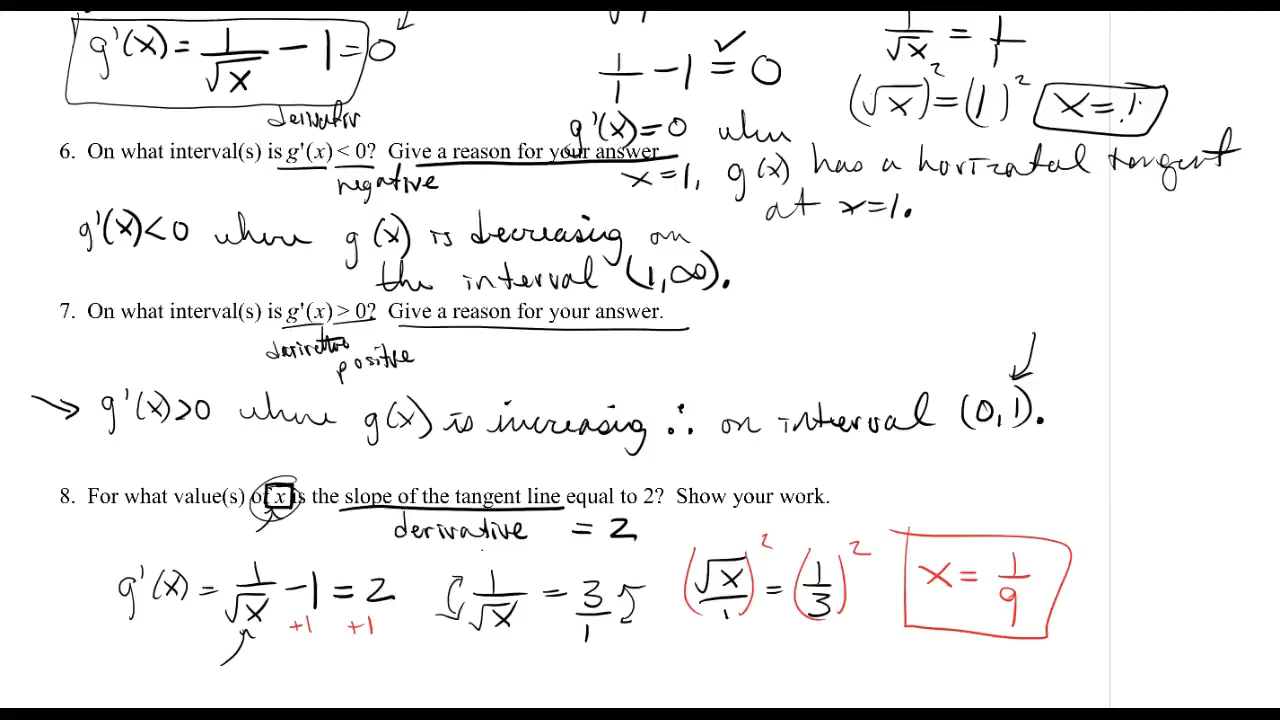 g'(x) = 1/√x − 1 = 0
1/1 − 1 = 0 ✓
1/√x = 1/1
(√x)² = (1)² x = 1
derivative
g'(x) = 0 when
6. On what interval(s) is g'(x) < 0? Give a reason for your answer
negative
x = 1, g(x) has a horizontal tangent
at x = 1.
g'(x) < 0 where g(x) is decreasing on
the interval (1, ∞).
7. On what interval(s) is g'(x) > 0? Give a reason for your answer.
derivative
positive
→ g'(x) > 0 where g(x) is increasing ∴ on interval (0, 1).
8. For what value(s) of x is the slope of the tangent line equal to 2? Show your work.
derivative = 2
g'(x) = 1/√x − 1 = 2 1/√x = 3/1 (√x/1)² = (1/3)² x = 1/9
+1 +1